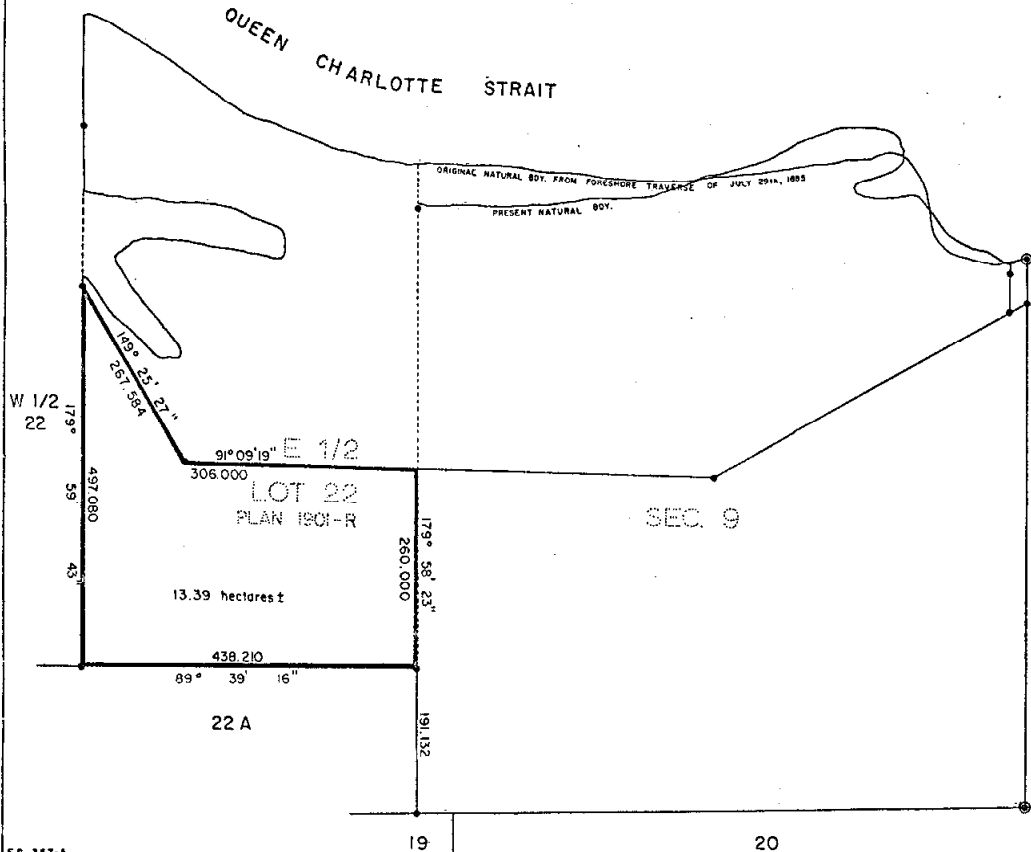 QUEEN CHARLOTTE STRAIT
ORIGINAL NATURAL BDY. FROM FORESHORE TRAVERSE OF JULY 29TH, 1885
PRESENT NATURAL BDY.
149° 25' 27"
267.584
W 1/2
22
179° 59' 43"
497.080
91° 09' 19"
306.000
E 1/2
LOT 22
PLAN 1901-R
SEC. 9
179° 58' 23"
260.000
13.39 hectares±
438.210
89° 39' 16"
22 A
191.132
19
20